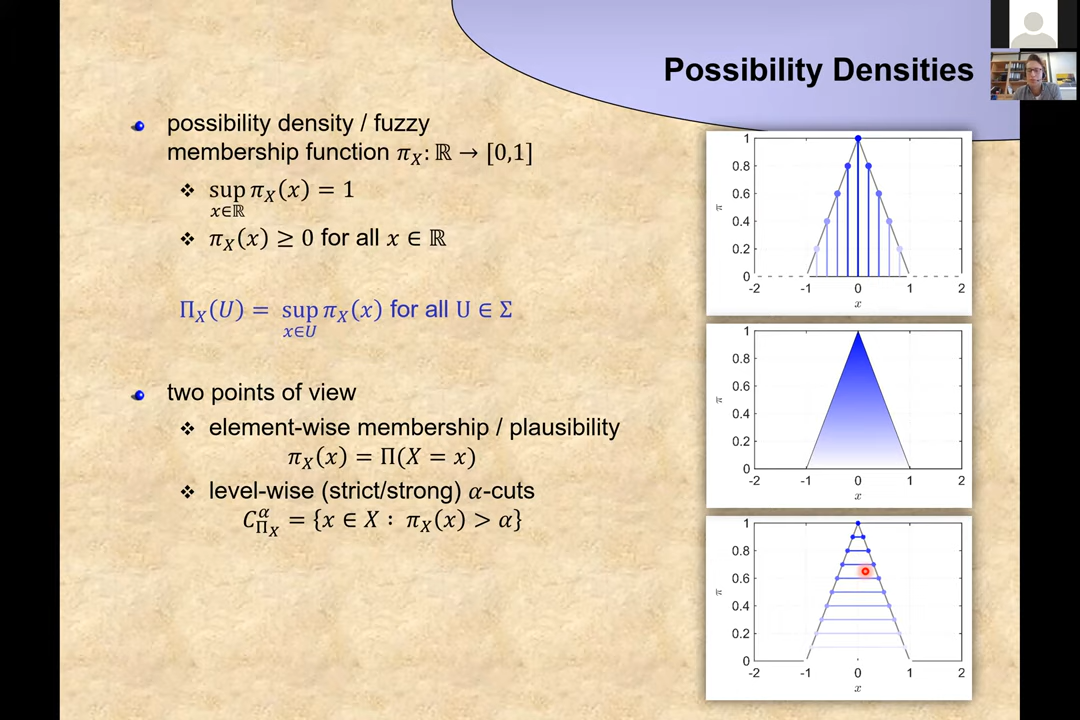 Possibility Densities
possibility density / fuzzy
membership function π_X: ℝ → [0,1]
❖ sup π_X(x) = 1
x∈ℝ
❖ π_X(x) ≥ 0 for all x ∈ ℝ
Π_X(U) = sup π_X(x) for all U ∈ Σ
x∈U
two points of view
❖ element-wise membership / plausibility
π_X(x) = Π(X = x)
❖ level-wise (strict/strong) α-cuts
C^α_{Π_X} = {x ∈ X : π_X(x) > α}
1
0.8
0.6
π
0.4
0.2
0
-2 -1 0 1 2
x
1
0.8
0.6
π
0.4
0.2
0
-2 -1 0 1 2
x
1
0.8
0.6
π
0.4
0.2
0
-2 -1 0 1 2
x